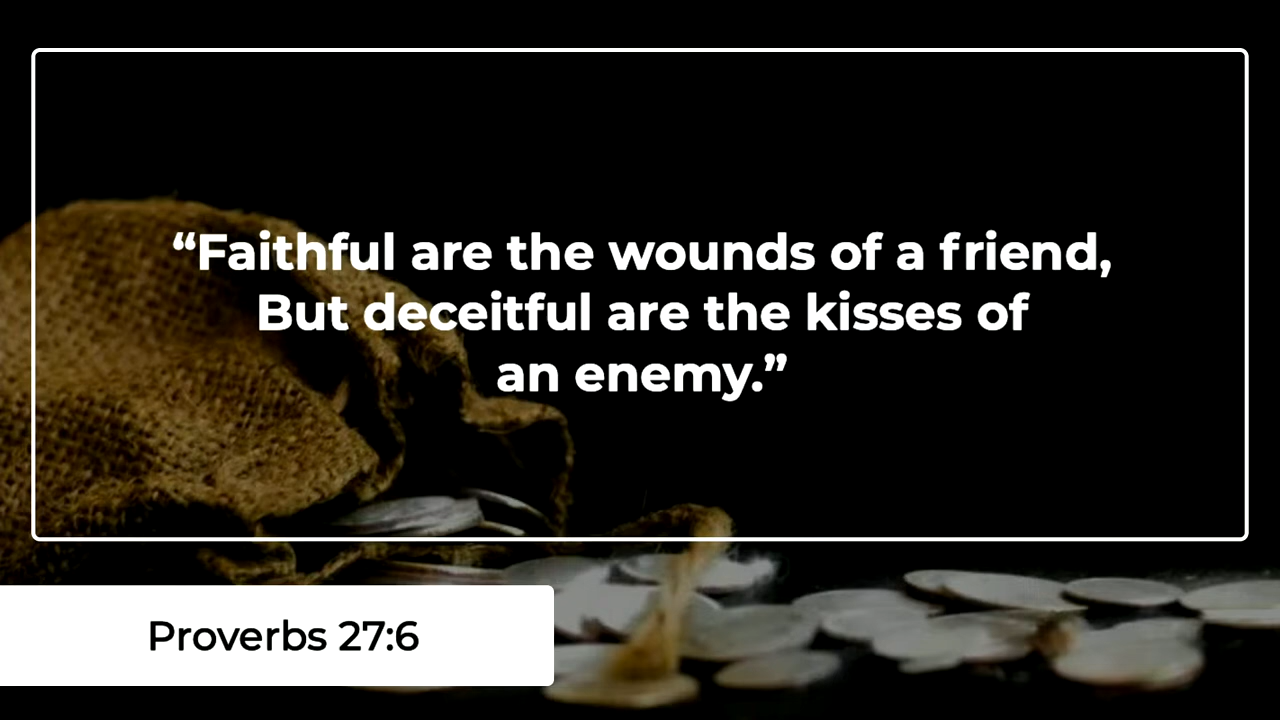 “Faithful are the wounds of a friend,
But deceitful are the kisses of
an enemy.”
Proverbs 27:6